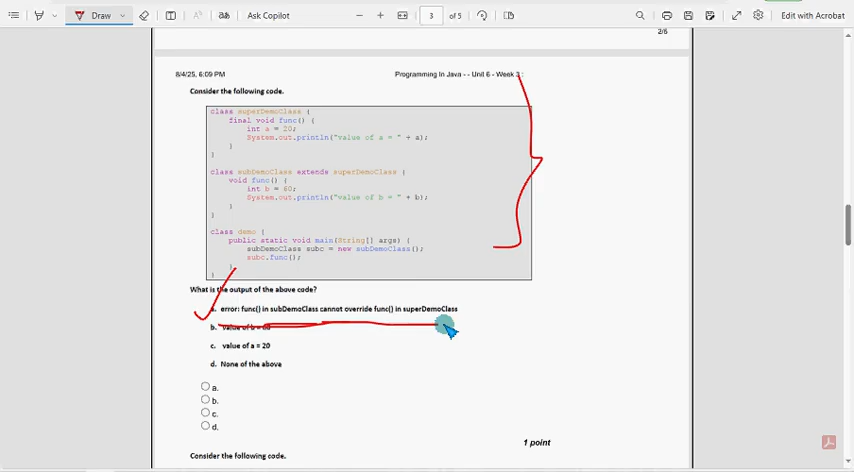 Draw
Ask Copilot
3 of 5
Edit with Acrobat
2/6
8/4/25, 6:09 PM
Programming In Java - - Unit 6 - Week 3 :
Consider the following code.
class superDemoClass {
final void func() {
int a = 20;
System.out.println("value of a = " + a);
}
}
class subDemoClass extends superDemoClass {
void func() {
int b = 60;
System.out.println("value of b = " + b);
}
}
class demo {
public static void main(String[] args) {
subDemoClass subc = new subDemoClass();
subc.func();
}
}
What is the output of the above code?
a. error: func() in subDemoClass cannot override func() in superDemoClass
b. value of b = 60
c. value of a = 20
d. None of the above
a.
b.
c.
d.
1 point
Consider the following code.